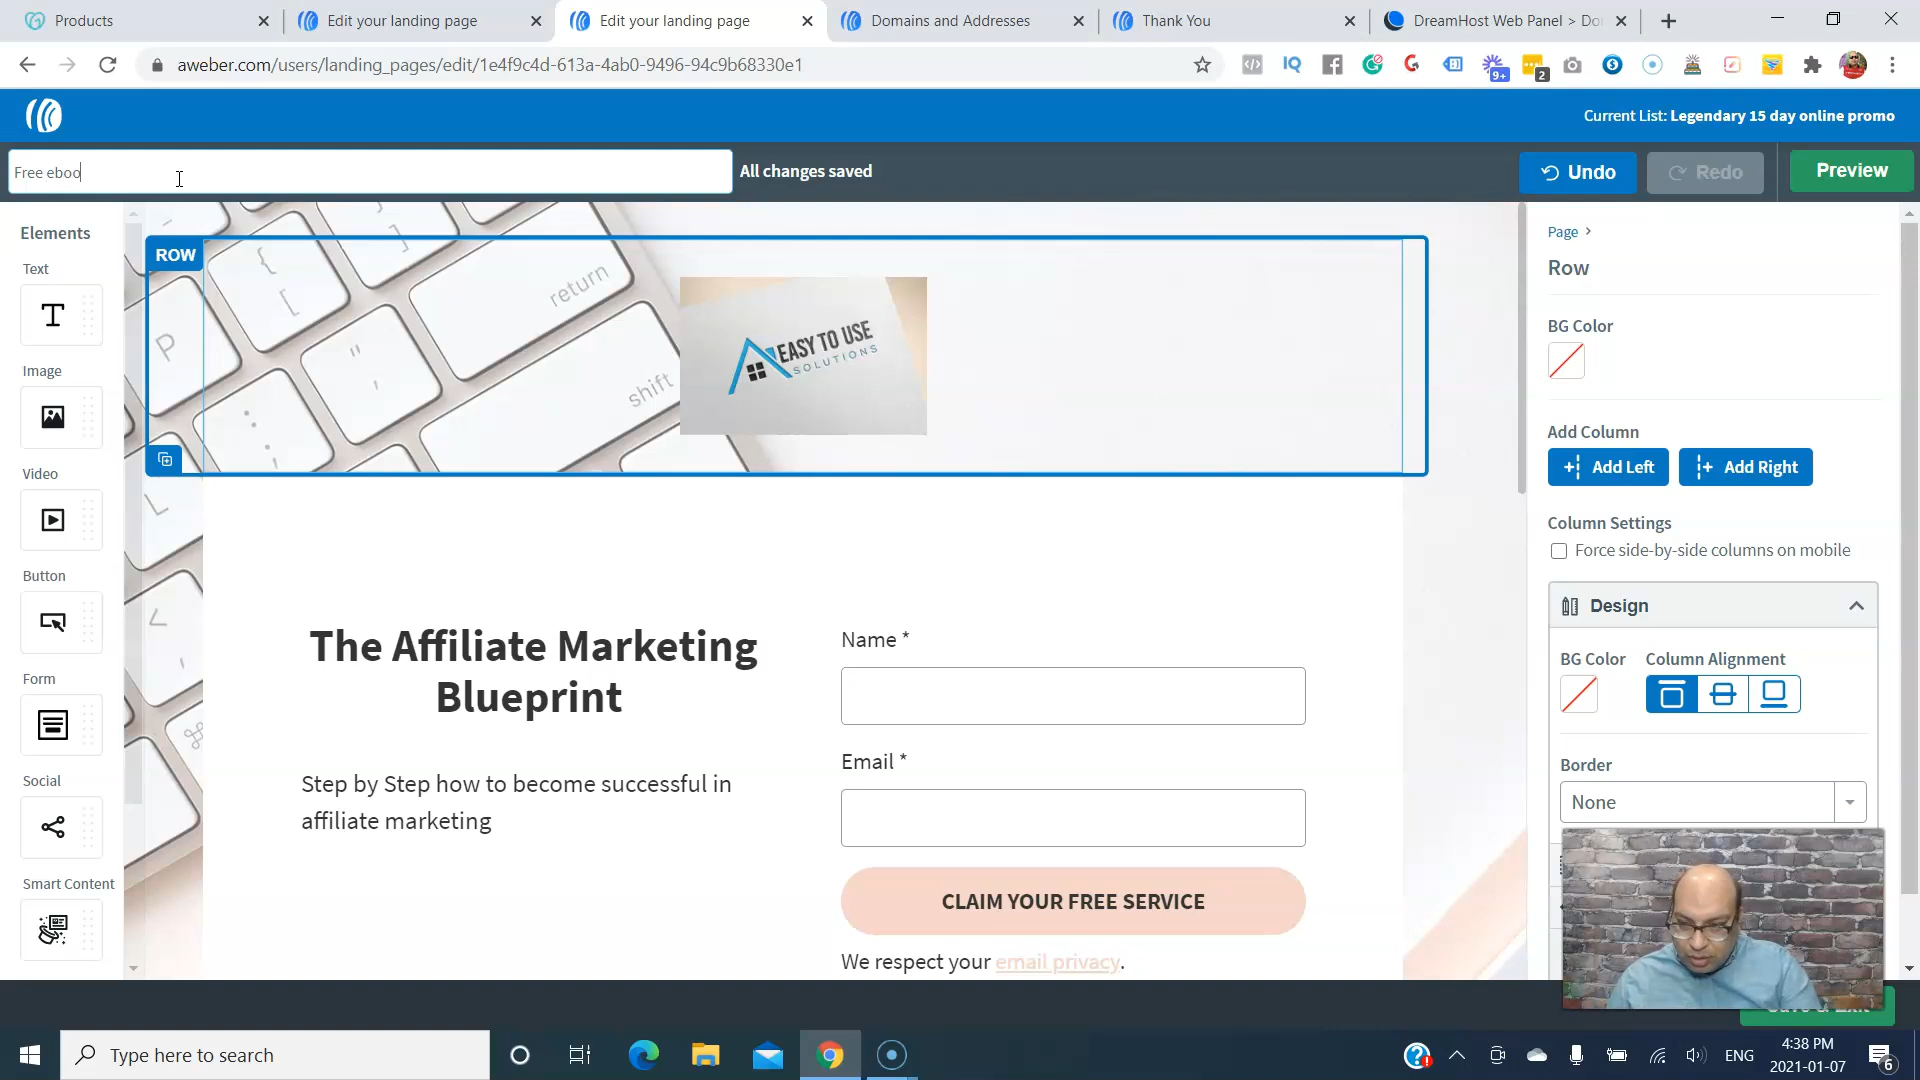 Products
Edit your landing page
Edit your landing page
Domains and Addresses
Thank You
DreamHost Web Panel > Do
aweber.com/users/landing_pages/edit/1e4f9c4d-613a-4ab0-9496-94c9b68330e1
9+
2
Current List: Legendary 15 day online promo
Free eboo
All changes saved
Undo
Redo
Preview
Elements
Text
Image
Video
Button
Form
Social
Smart Content
ROW
return
shift
P
EASY TO USE
SOLUTIONS
The Affiliate Marketing
Blueprint
Step by Step how to become successful in
affiliate marketing
Name *
Email *
CLAIM YOUR FREE SERVICE
We respect your email privacy.
Page >
Row
BG Color
Add Column
Add Left
Add Right
Column Settings
Force side-by-side columns on mobile
Design
BG Color
Column Alignment
Border
None
Type here to search
ENG
4:38 PM
2021-01-07
6